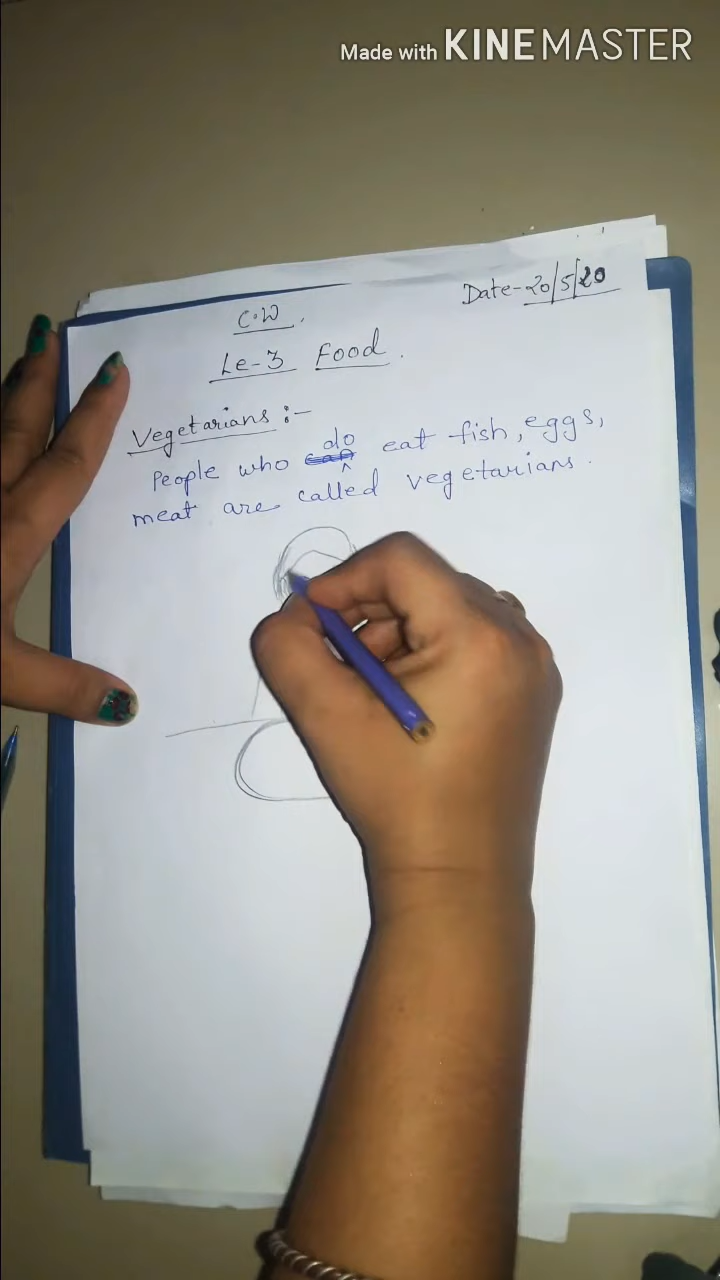 Made with KINEMASTER
Date-20/5/20
C.W.
Le-3 Food.
Vegetarians :-
People who do eat fish, eggs,
meat are called vegetarians.